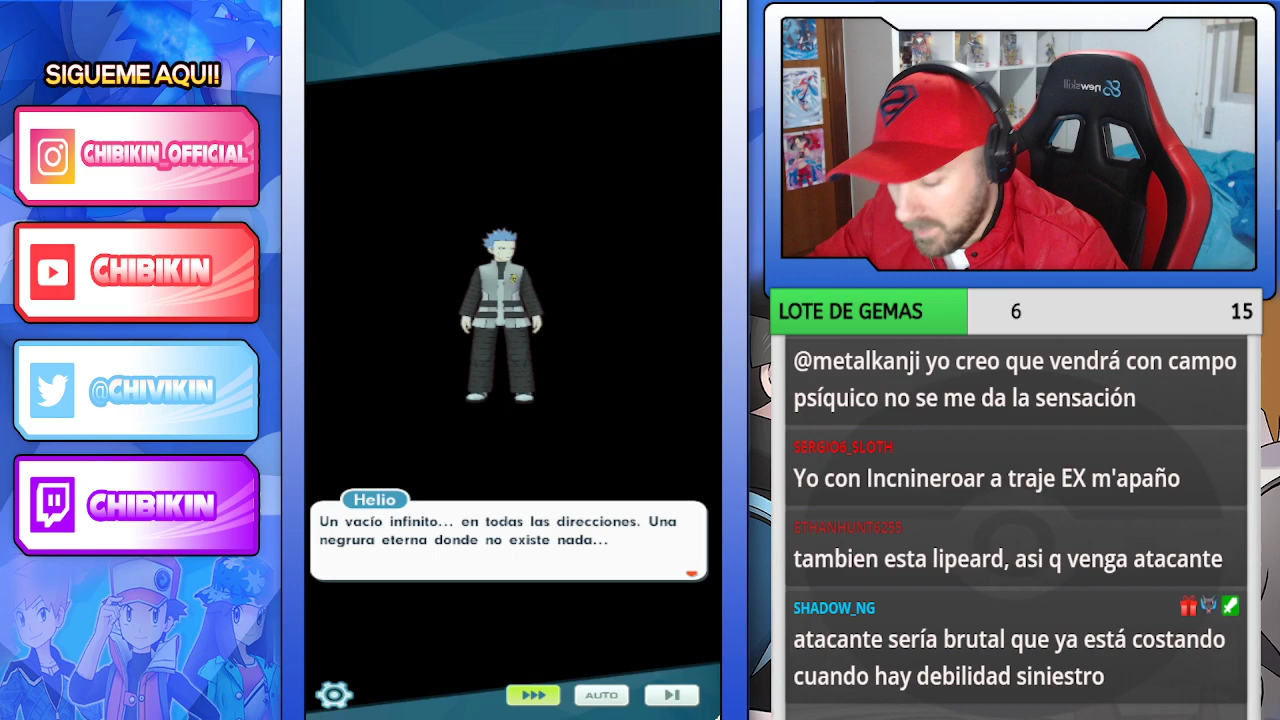 SIGUEME AQUI!
CHIBIKIN_OFFICIAL
CHIBIKIN
@CHIVIKIN
CHIBIKIN
Helio
Un vacío infinito... en todas las direcciones. Una
negrura eterna donde no existe nada...
AUTO
newskill
LOTE DE GEMAS 6 15
@metalkanji yo creo que vendrá con campo
psíquico no se me da la sensación
SERGIO6_SLOTH
Yo con Incnineroar a traje EX m'apaño
ETHANHUNT9255
tambien esta lipeard, asi q venga atacante
SHADOW_NG
atacante sería brutal que ya está costando
cuando hay debilidad siniestro